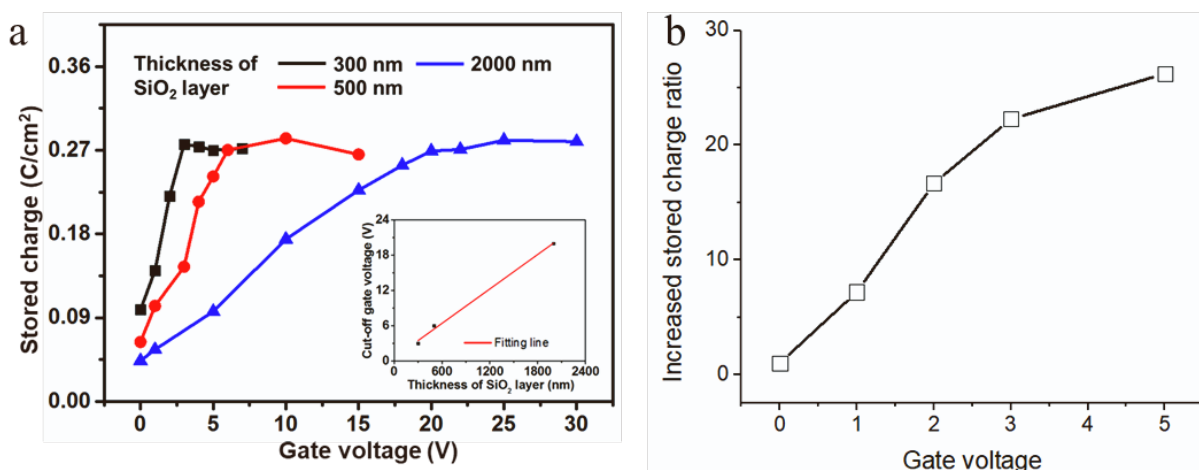 a
Thickness of
SiO₂ layer
300 nm
2000 nm
500 nm
Stored charge (C/cm²)
0.36
0.27
0.18
0.09
0.00
0 5 10 15 20 25 30
Gate voltage (V)
Cut-off gate voltage (V)
24
18
12
6
0
Fitting line
0 600 1200 1800 2400
Thickness of SiO₂ layer (nm)
b
Increased stored charge ratio
30
20
10
0
0 1 2 3 4 5
Gate voltage